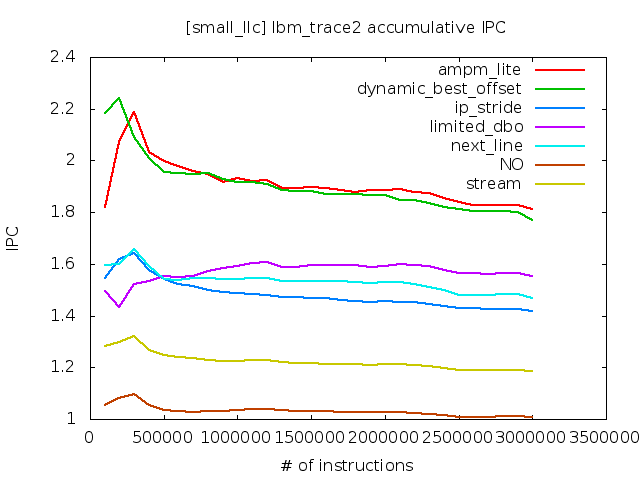 [small_llc] lbm_trace2 accumulative IPC
2.4
2.2
2
1.8
1.6
1.4
1.2
1
IPC
ampm_lite
dynamic_best_offset
ip_stride
limited_dbo
next_line
NO
stream
0 500000 1000000 1500000 2000000 2500000 3000000 3500000
# of instructions